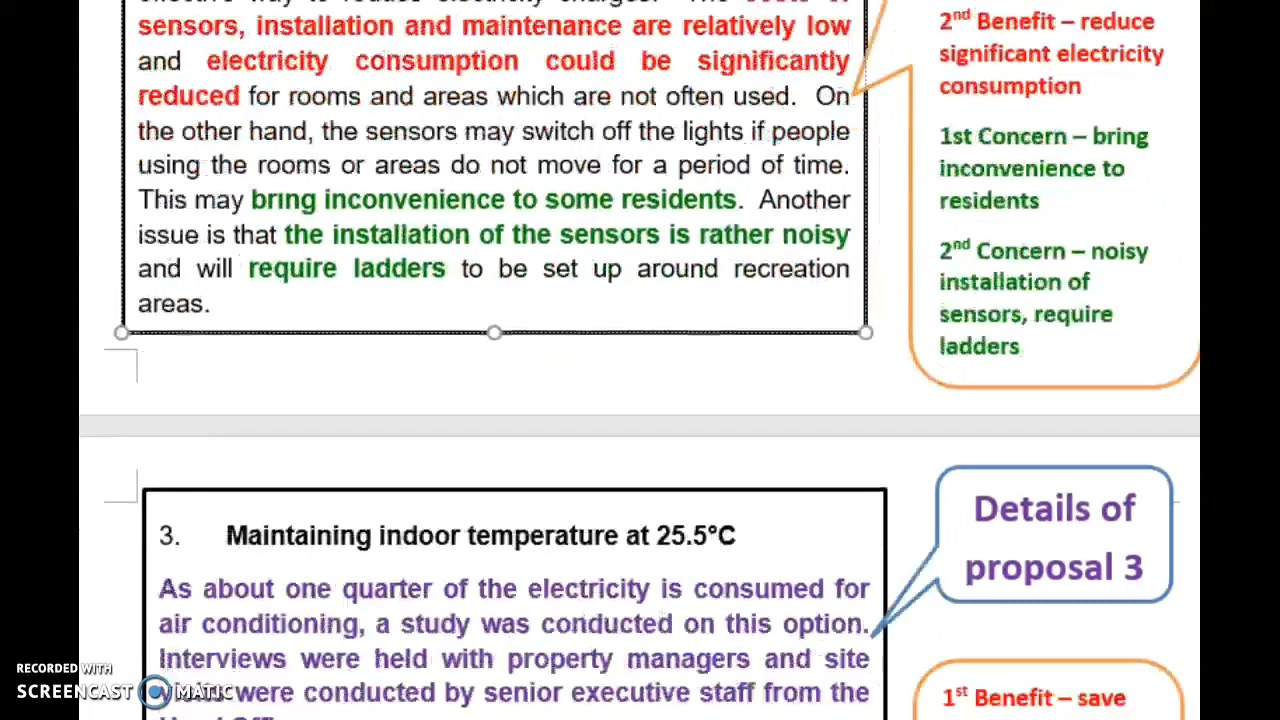 sensors, installation and maintenance are relatively low
and electricity consumption could be significantly
reduced for rooms and areas which are not often used. On
the other hand, the sensors may switch off the lights if people
using the rooms or areas do not move for a period of time.
This may bring inconvenience to some residents. Another
issue is that the installation of the sensors is rather noisy
and will require ladders to be set up around recreation
areas.
2nd Benefit – reduce
significant electricity
consumption
1st Concern – bring
inconvenience to
residents
2nd Concern – noisy
installation of
sensors, require
ladders
3. Maintaining indoor temperature at 25.5°C
As about one quarter of the electricity is consumed for
air conditioning, a study was conducted on this option.
Interviews were held with property managers and site
were conducted by senior executive staff from the
Details of
proposal 3
1st Benefit – save
RECORDED WITH
SCREENCAST MATIC